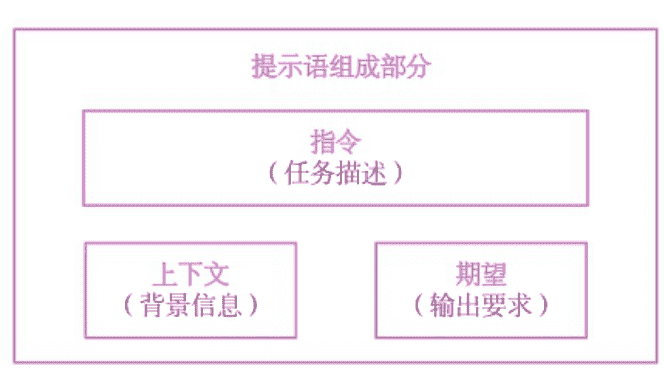 提示语组成部分
指令
（任务描述）
上下文
（背景信息）
期望
（输出要求）